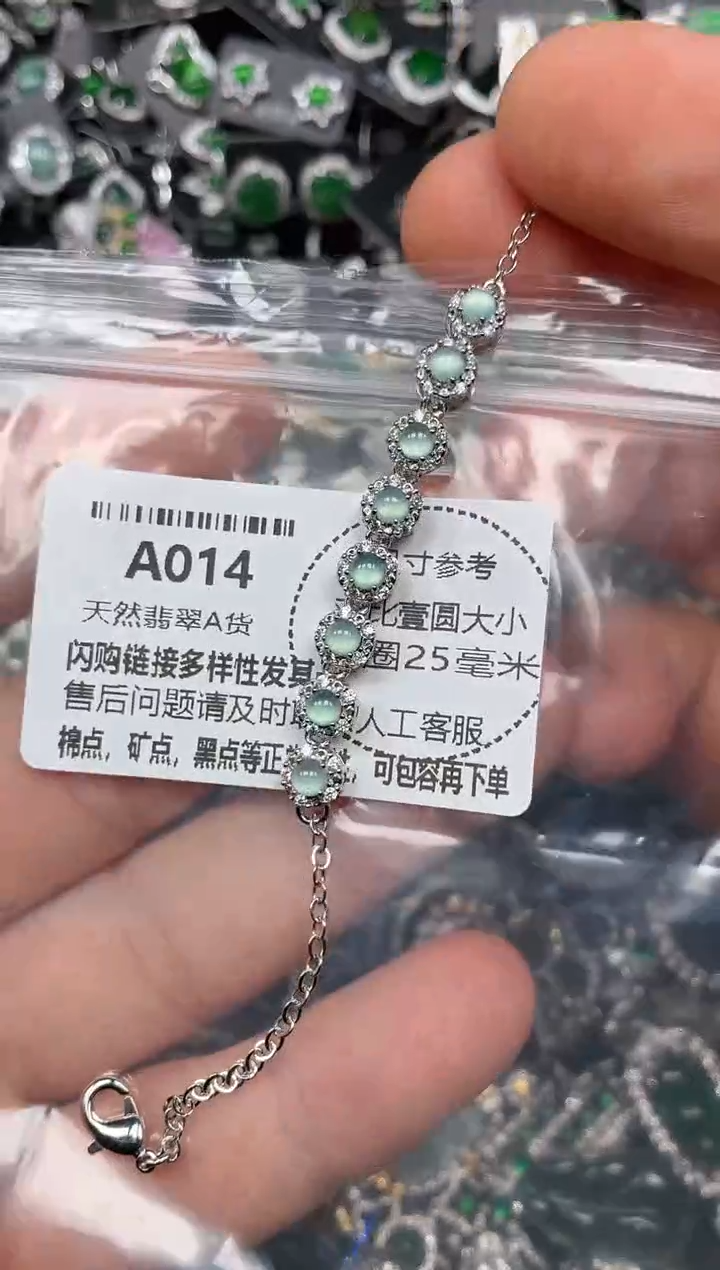 A014
天然翡翠A货
寸参考
比壹圆大小
圈25毫米
闪购链接多样性发其
售后问题请及时 人工客服
棉点，矿点，黑点等正 可包容再下单